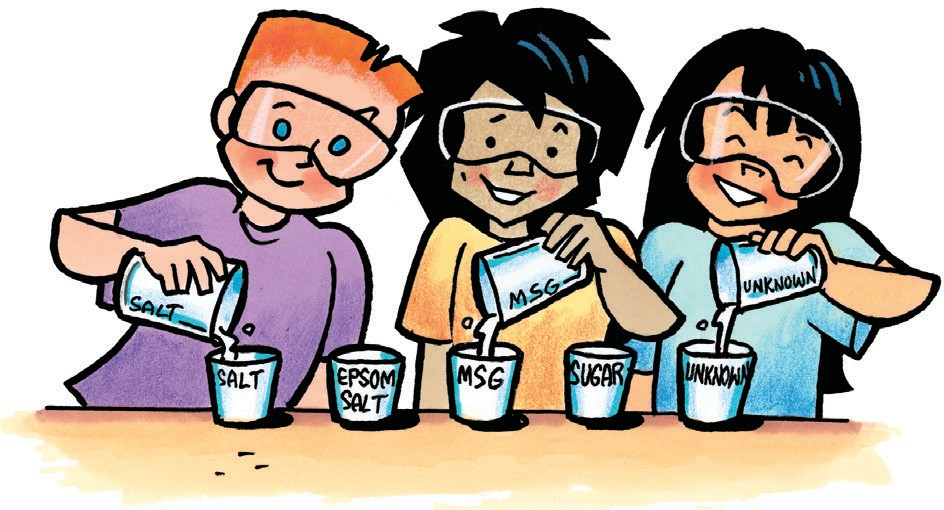 SALT
MSG
UNKNOWN
SALT
EPSOM
SALT
MSG
SUGAR
UNKNOWN